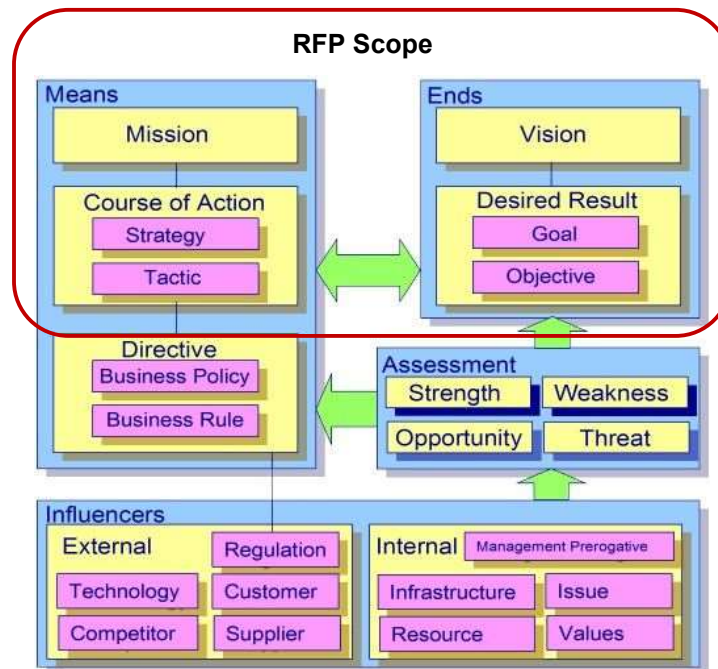 RFP Scope
Means
Mission
Course of Action
Strategy
Tactic
Directive
Business Policy
Business Rule
Ends
Vision
Desired Result
Goal
Objective
Assessment
Strength
Weakness
Opportunity
Threat
Influencers
External
Regulation
Technology
Customer
Competitor
Supplier
Internal
Management Prerogative
Infrastructure
Issue
Resource
Values